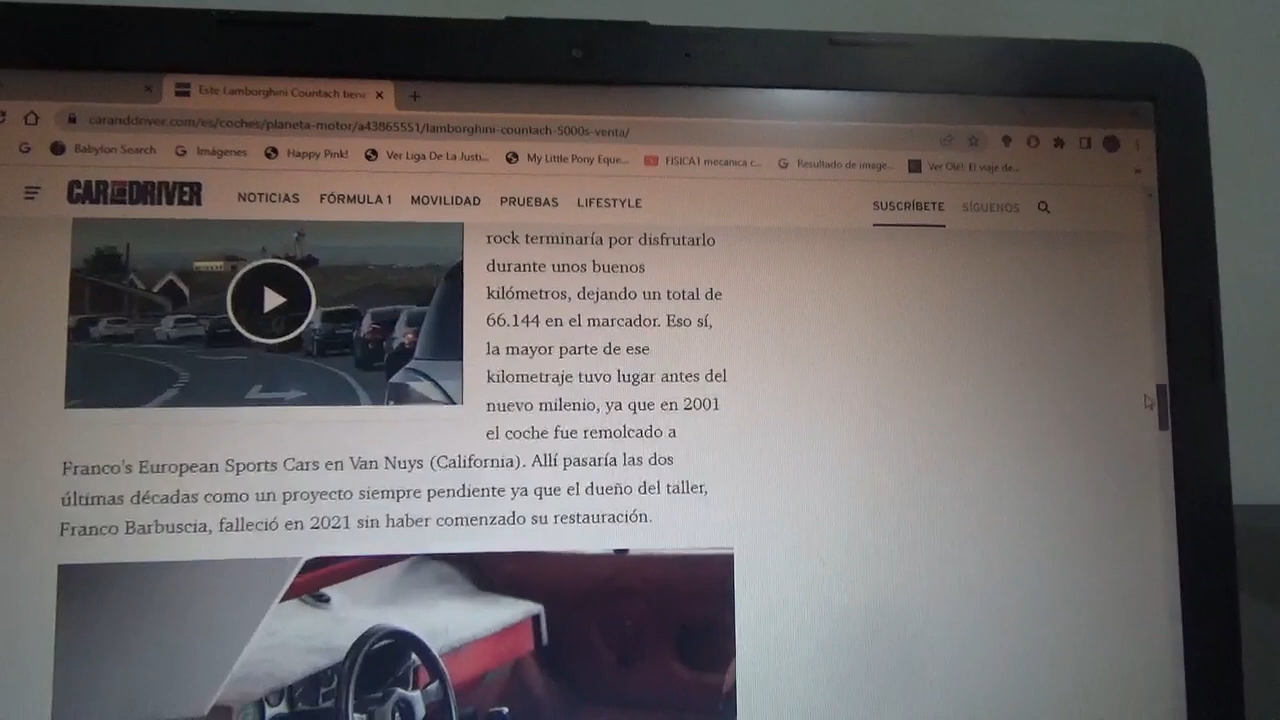 Este Lamborghini Countach tiene
caranddriver.com/es/coches/planeta-motor/a43865551/lamborghini-countach-5000s-venta/
Babylon Search
Imágenes
Happy Pink!
Ver Liga De La Justi...
My Little Pony Eque...
FISICA I mecanica c...
Resultado de image...
Ver Olé!: El viaje de...
CAR AND DRIVER
NOTICIAS
FÓRMULA 1
MOVILIDAD
PRUEBAS
LIFESTYLE
SUSCRÍBETE
SÍGUENOS
rock terminaría por disfrutarlo
durante unos buenos
kilómetros, dejando un total de
66.144 en el marcador. Eso sí,
la mayor parte de ese
kilometraje tuvo lugar antes del
nuevo milenio, ya que en 2001
el coche fue remolcado a
Franco's European Sports Cars en Van Nuys (California). Allí pasaría las dos
últimas décadas como un proyecto siempre pendiente ya que el dueño del taller,
Franco Barbuscia, falleció en 2021 sin haber comenzado su restauración.